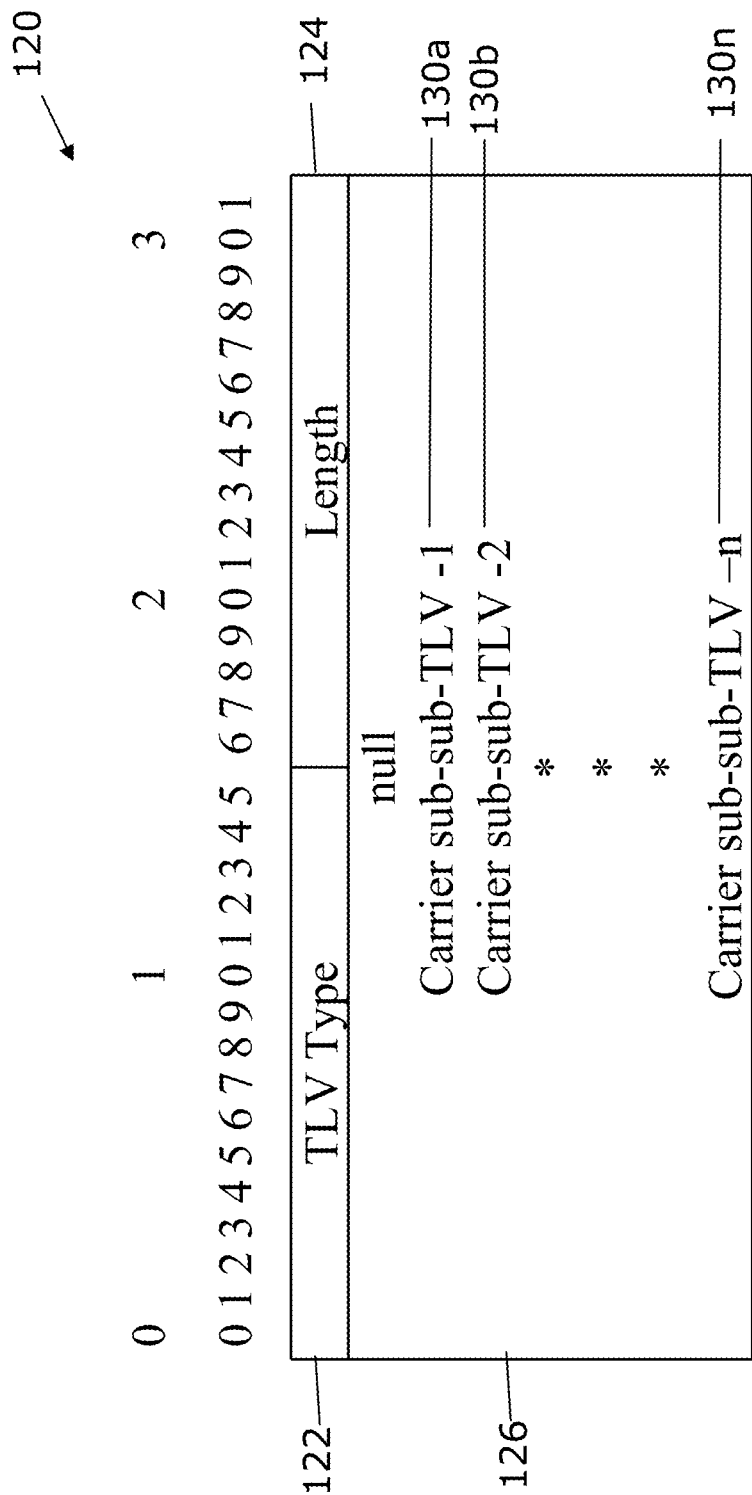 120
0 1 2 3
0 1 2 3 4 5 6 7 8 9 0 1 2 3 4 5 6 7 8 9 0 1 2 3 4 5 6 7 8 9 0 1
122 TLV Type Length 124
null
Carrier sub-sub-TLV -1 130a
Carrier sub-sub-TLV -2 130b
126
*
*
*
Carrier sub-sub-TLV –n 130n